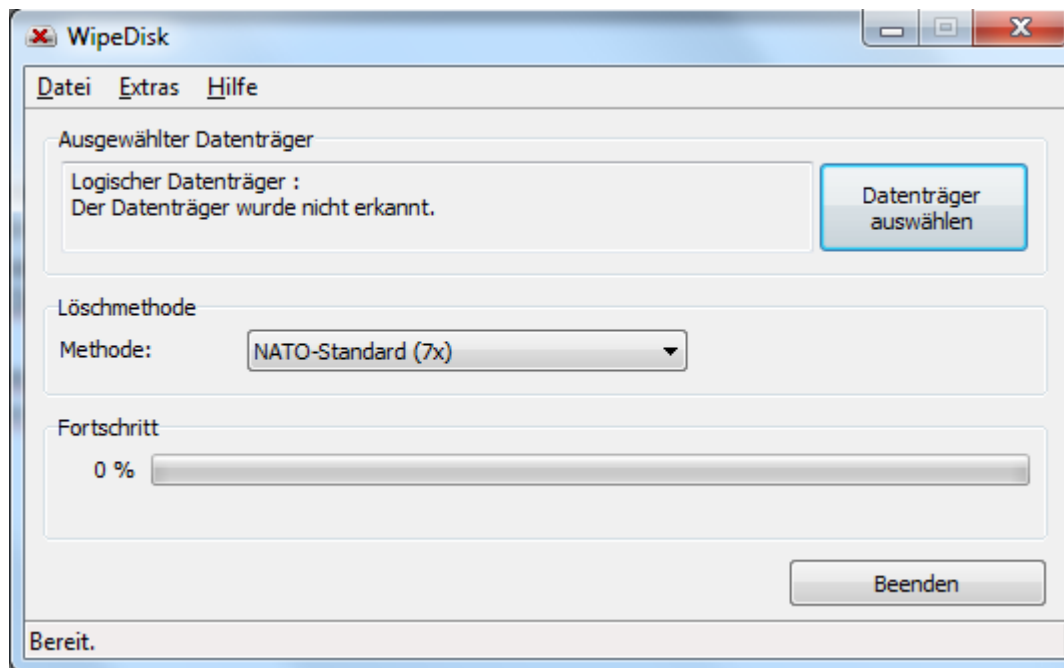 WipeDisk
Datei Extras Hilfe
Ausgewählter Datenträger
Logischer Datenträger :
Der Datenträger wurde nicht erkannt.
Datenträger
auswählen
Löschmethode
Methode: NATO-Standard (7x)
Fortschritt
0 %
Beenden
Bereit.